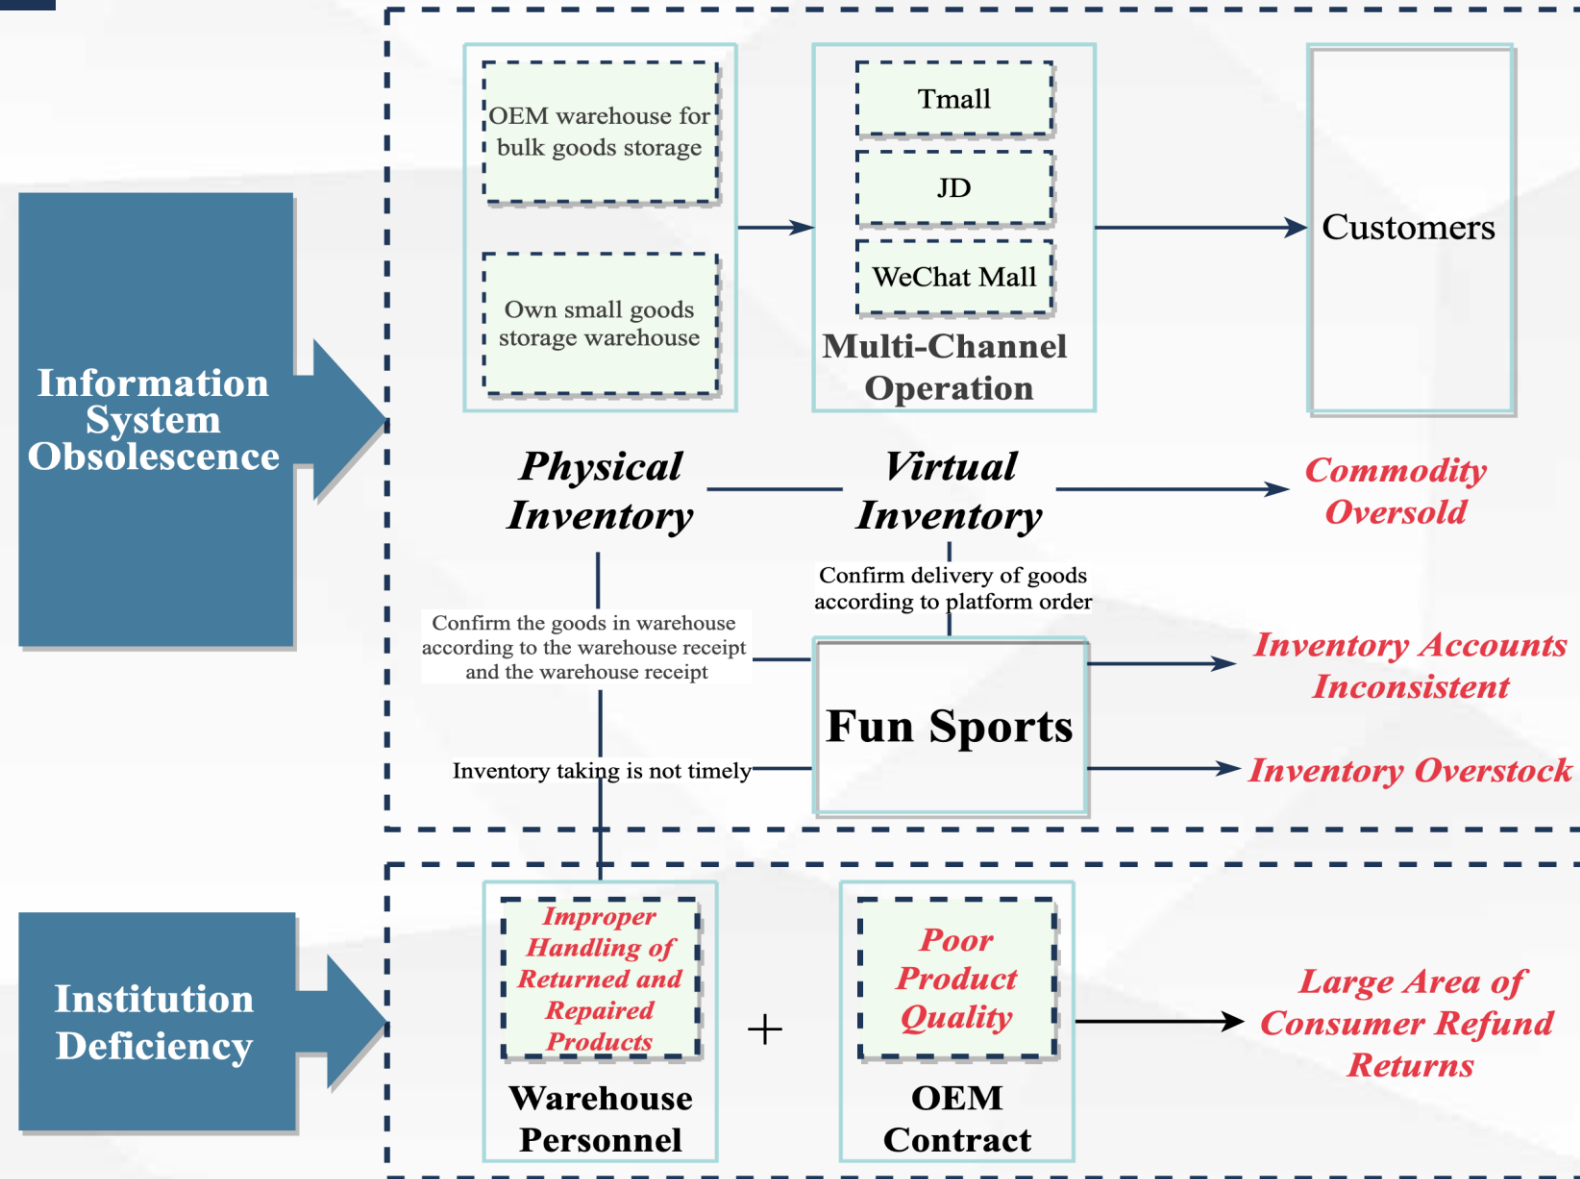 OEM warehouse for
bulk goods storage
Own small goods
storage warehouse
Tmall
JD
WeChat Mall
Multi-Channel
Operation
Customers
Information
System
Obsolescence
Physical
Inventory
Virtual
Inventory
Commodity
Oversold
Confirm delivery of goods
according to platform order
Confirm the goods in warehouse
according to the warehouse receipt
and the warehouse receipt
Fun Sports
Inventory Accounts
Inconsistent
Inventory taking is not timely
Inventory Overstock
Institution
Deficiency
Improper
Handling of
Returned and
Repaired
Products
Warehouse
Personnel
+
Poor
Product
Quality
OEM
Contract
Large Area of
Consumer Refund
Returns